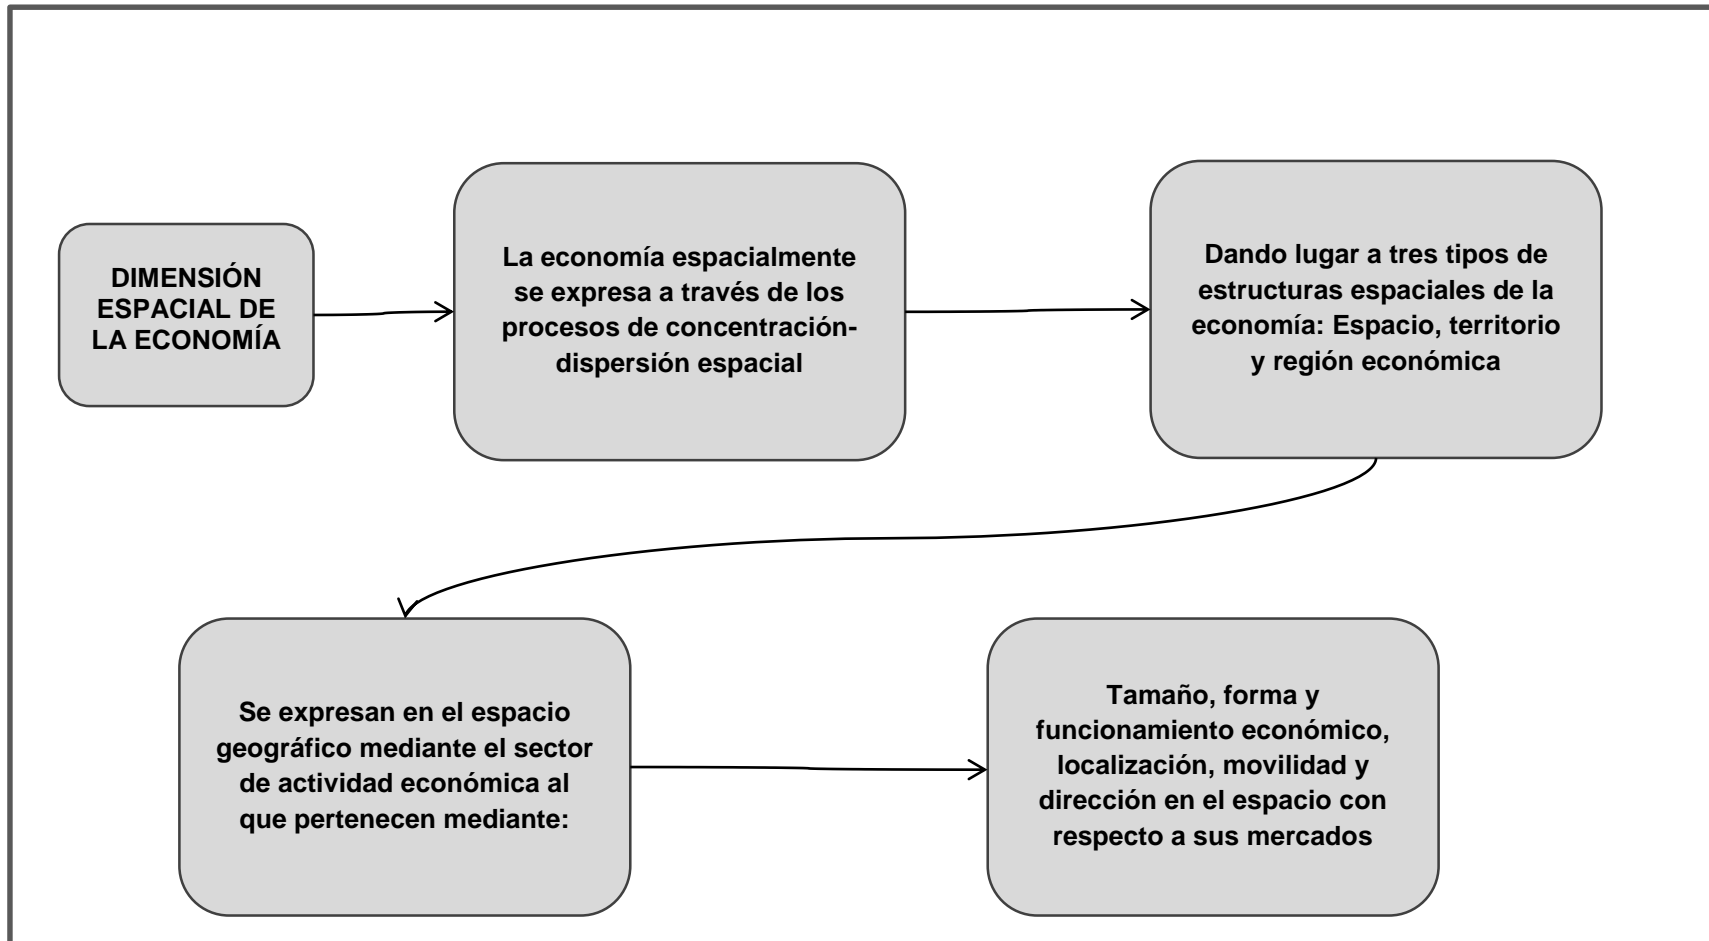 DIMENSIÓN
ESPACIAL DE
LA ECONOMÍA
La economía espacialmente
se expresa a través de los
procesos de concentración-
dispersión espacial
Dando lugar a tres tipos de
estructuras espaciales de la
economía: Espacio, territorio
y región económica
Se expresan en el espacio
geográfico mediante el sector
de actividad económica al
que pertenecen mediante:
Tamaño, forma y
funcionamiento económico,
localización, movilidad y
dirección en el espacio con
respecto a sus mercados